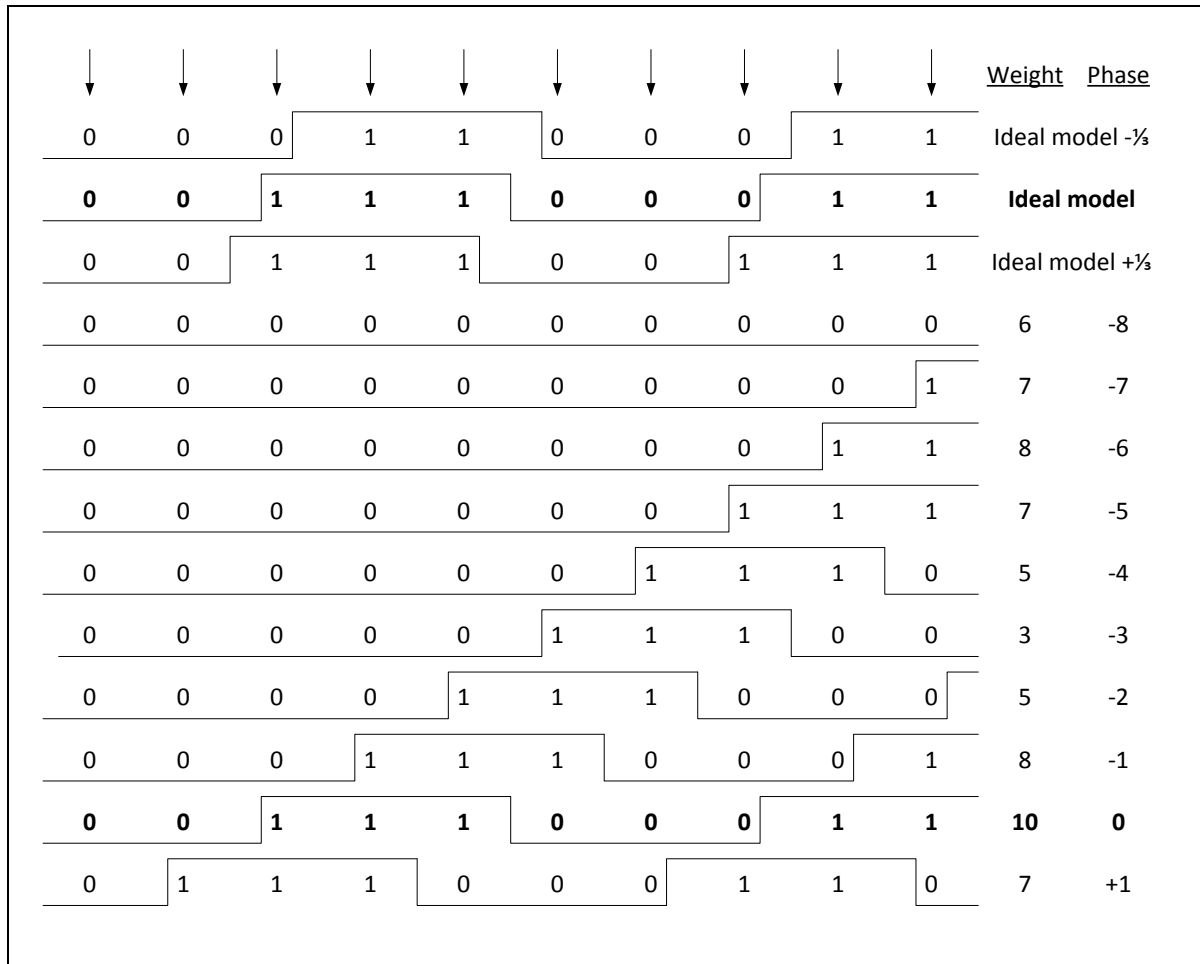 Weight Phase
0 0 0 1 1 0 0 0 1 1 Ideal model -⅓
0 0 1 1 1 0 0 0 1 1 Ideal model
0 0 1 1 1 0 0 1 1 1 Ideal model +⅓
0 0 0 0 0 0 0 0 0 0 6 -8
0 0 0 0 0 0 0 0 0 1 7 -7
0 0 0 0 0 0 0 0 1 1 8 -6
0 0 0 0 0 0 0 1 1 1 7 -5
0 0 0 0 0 0 1 1 1 0 5 -4
0 0 0 0 0 1 1 1 0 0 3 -3
0 0 0 0 1 1 1 0 0 0 5 -2
0 0 0 1 1 1 0 0 0 1 8 -1
0 0 1 1 1 0 0 0 1 1 10 0
0 1 1 1 0 0 0 1 1 0 7 +1